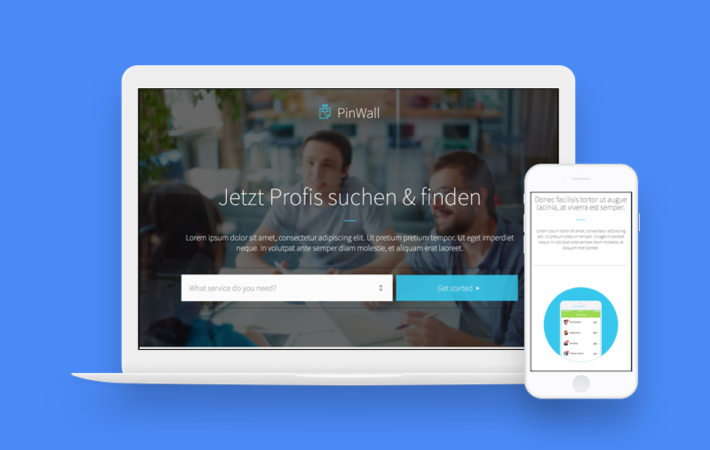 PinWall
Jetzt Profis suchen & finden
Lorem ipsum dolor sit amet, consectetur adipiscing elit. Ut pretium pretium tempor. Ut eget imperdiet
neque. In volutpat ante semper diam molestie, et aliquam erat laoreet.
What service do you need?
Get started
Donec facilisis tortor ut augue
lacinia, at viverra est semper.
Lorem ipsum dolor sit amet, consectetur adipiscing
elit. Ut pretium pretium tempor. Ut eget imperdiet
neque. In volutpat ante semper diam molestie, et
aliquam erat laoreet.